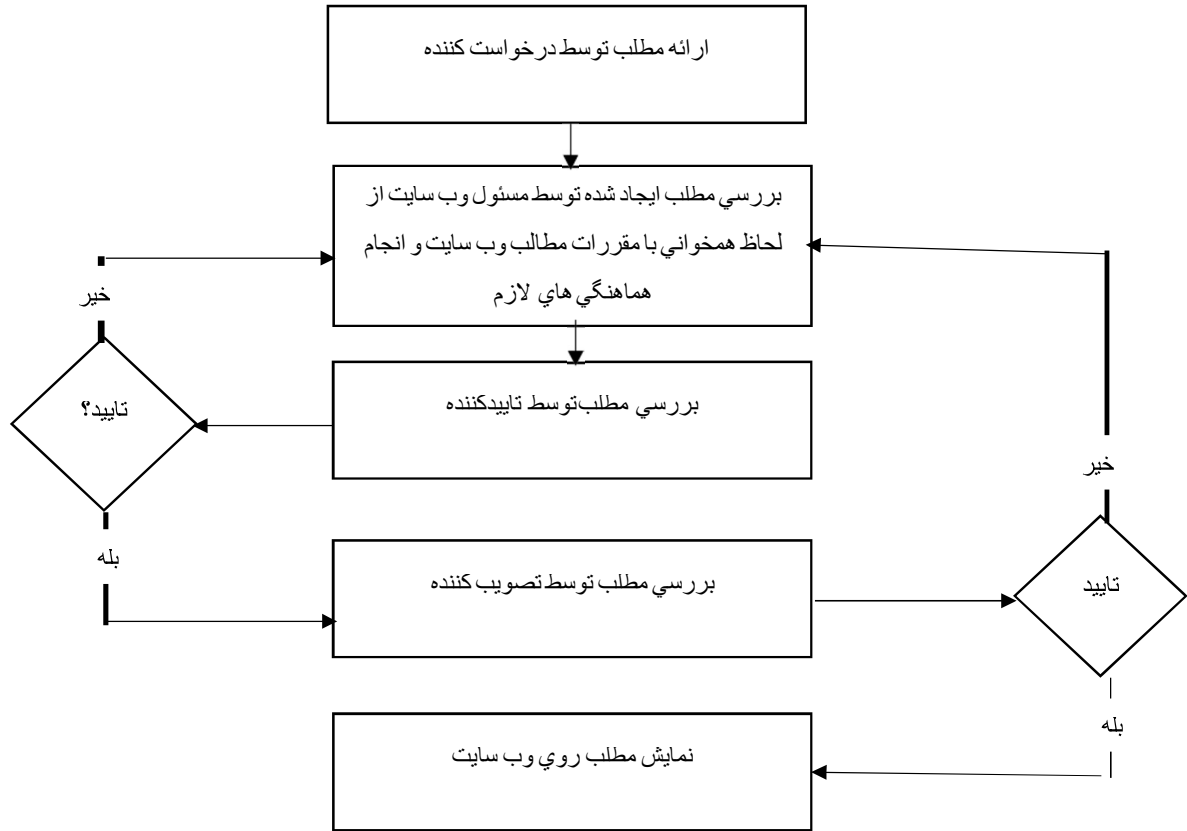 ارائه مطلب توسط درخواست کننده
بررسي مطلب ايجاد شده توسط مسئول وب سايت از
لحاظ همخواني با مقررات مطالب وب سايت و انجام
هماهنگي هاي لازم
خير
بررسي مطلب توسط تاييدكننده
تاييد؟
خير
بله
بررسي مطلب توسط تصويب كننده
تاييد
بله
نمايش مطلب روي وب سايت